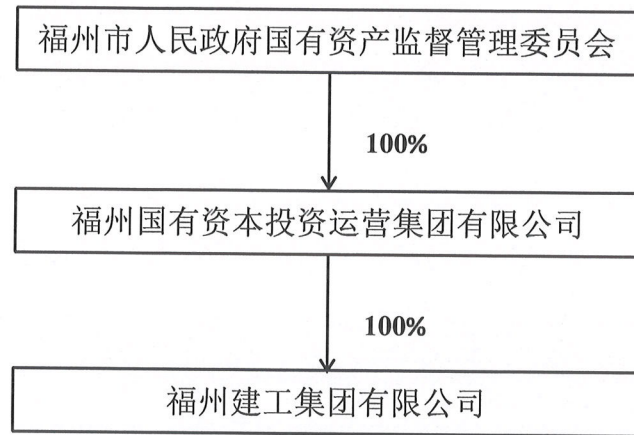 福州市人民政府国有资产监督管理委员会
100%
福州国有资本投资运营集团有限公司
100%
福州建工集团有限公司